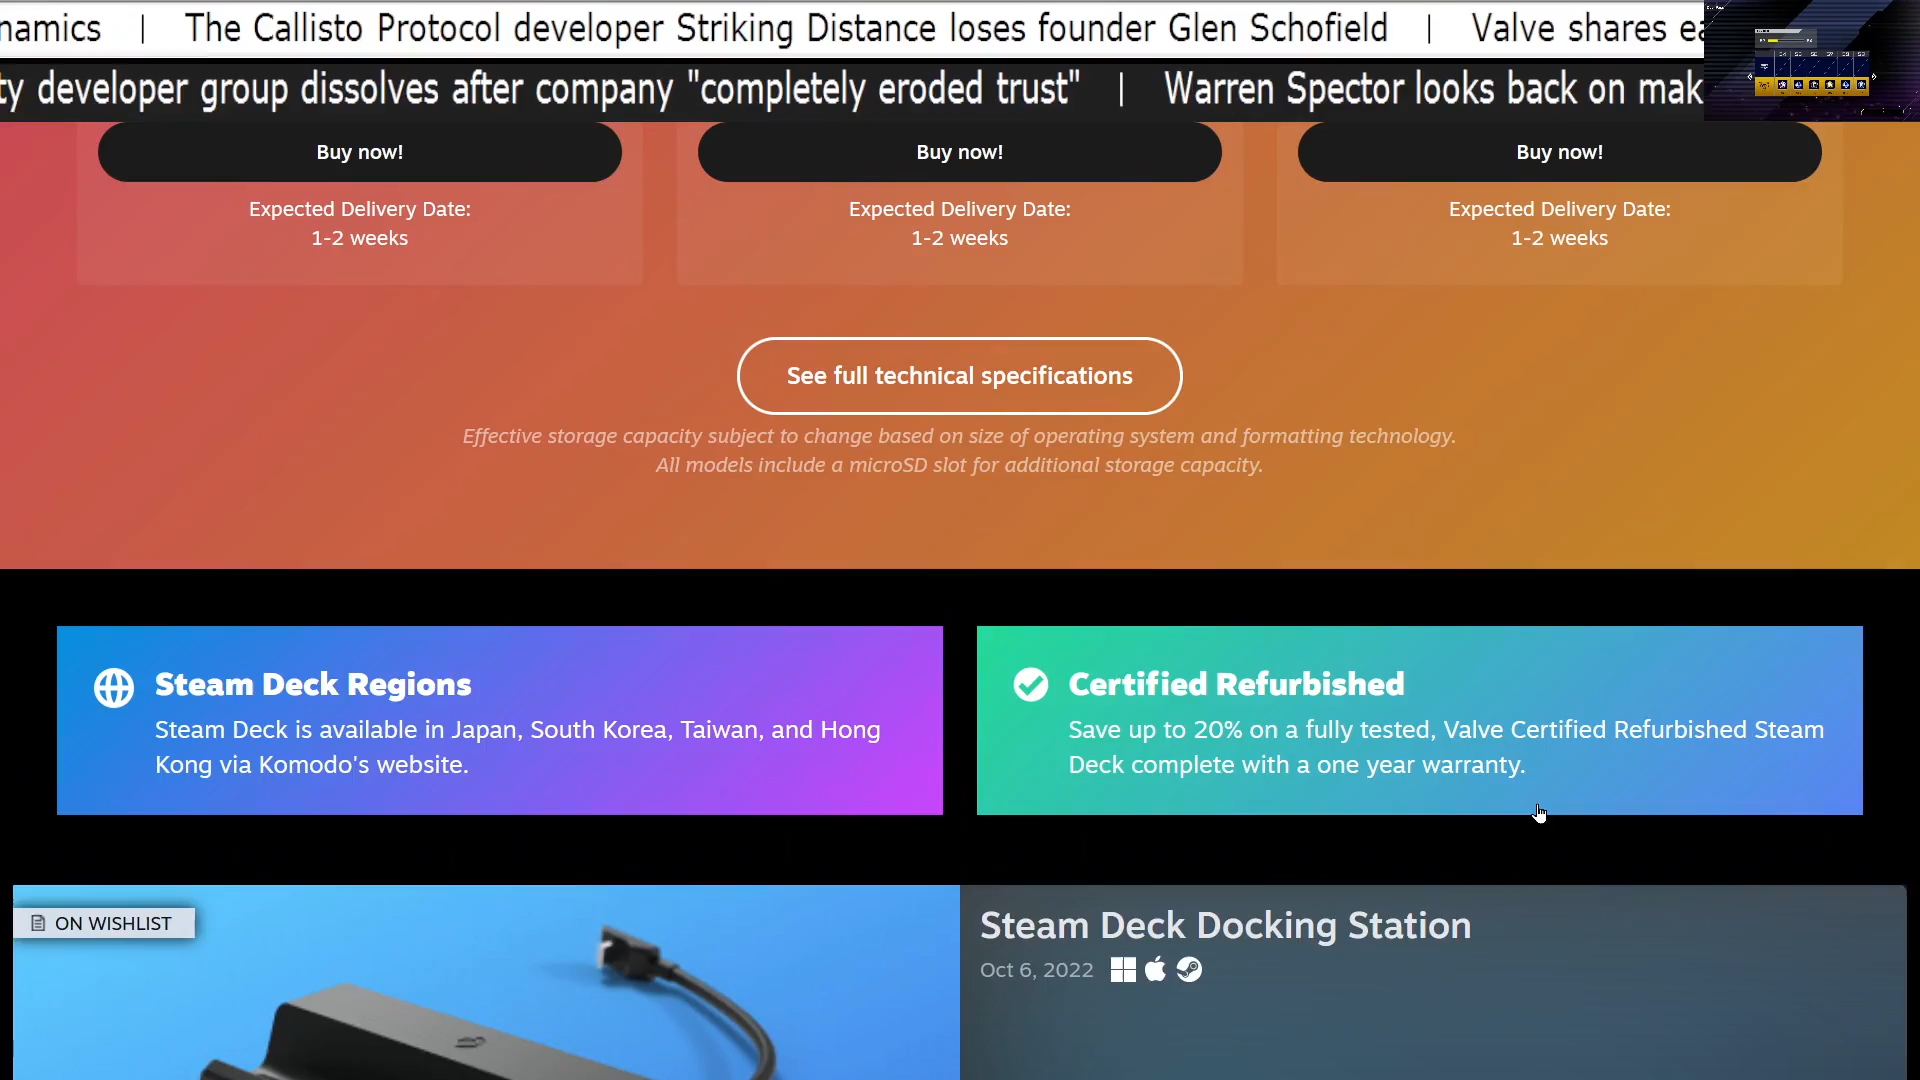 namics | The Callisto Protocol developer Striking Distance loses founder Glen Schofield | Valve shares
ty developer group dissolves after company "completely eroded trust" | Warren Spector looks back on
Buy now!
Expected Delivery Date:
1-2 weeks
Buy now!
Expected Delivery Date:
1-2 weeks
Buy now!
Expected Delivery Date:
1-2 weeks
See full technical specifications
Effective storage capacity subject to change based on size of operating system and formatting technology.
All models include a microSD slot for additional storage capacity.
Steam Deck Regions
Steam Deck is available in Japan, South Korea, Taiwan, and Hong
Kong via Komodo's website.
Certified Refurbished
Save up to 20% on a fully tested, Valve Certified Refurbished Steam
Deck complete with a one year warranty.
ON WISHLIST
Steam Deck Docking Station
Oct 6, 2022